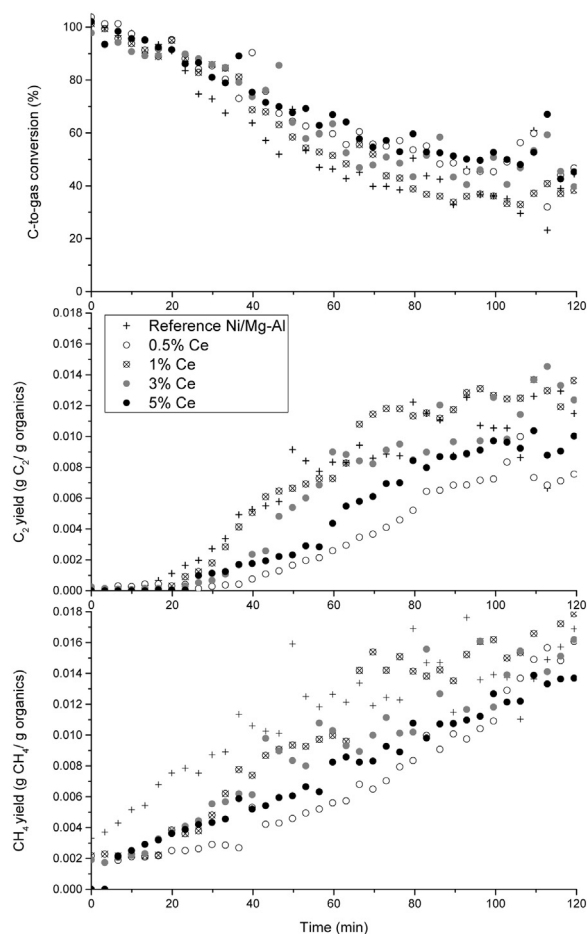 100
80
60
40
20
0
C-to-gas conversion (%)
0 20 40 60 80 100 120
0.018
0.016
0.014
0.012
0.010
0.008
0.006
0.004
0.002
0.000
C₂ yield (g C₂/ g organics)
Reference Ni/Mg-Al
0.5% Ce
1% Ce
3% Ce
5% Ce
0 20 40 60 80 100 120
0.018
0.016
0.014
0.012
0.010
0.008
0.006
0.004
0.002
0.000
CH₄ yield (g CH₄/ g organics)
0 20 40 60 80 100 120
Time (min)